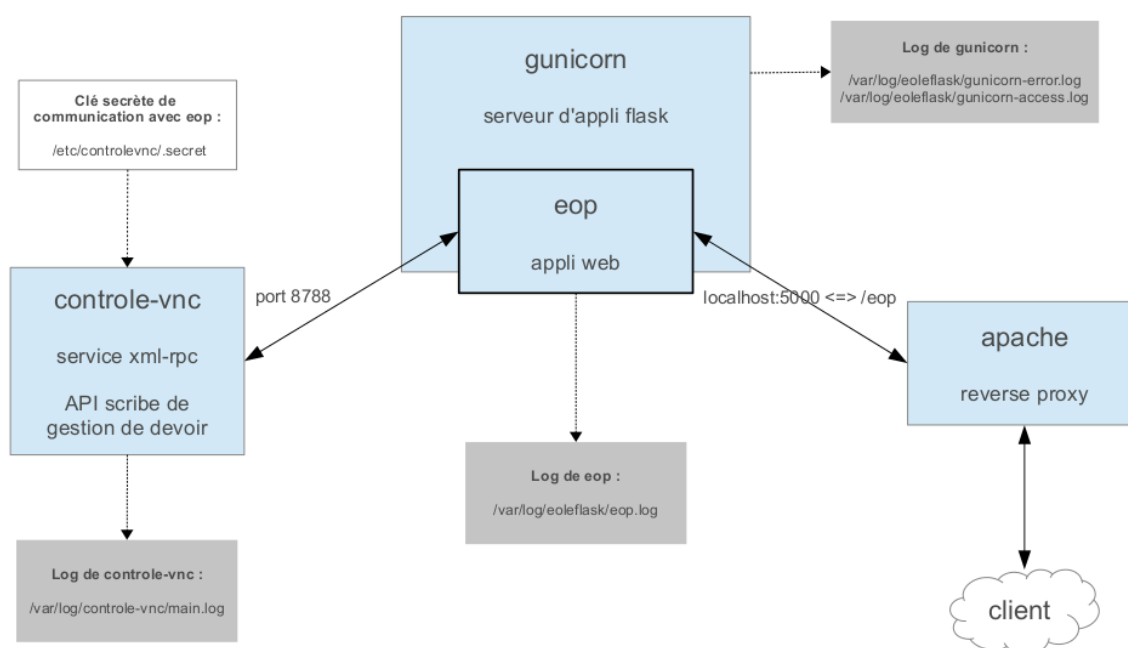 gunicorn
serveur d'appli flask
Log de gunicorn :
/var/log/eoleflask/gunicorn-error.log
/var/log/eoleflask/gunicorn-access.log
Clé secrète de
communication avec eop :
/etc/controlevnc/.secret
eop
appli web
controle-vnc
service xml-rpc
API scribe de
gestion de devoir
port 8788
localhost:5000 <=> /eop
apache
reverse proxy
Log de eop :
/var/log/eoleflask/eop.log
Log de controle-vnc :
/var/log/controle-vnc/main.log
client